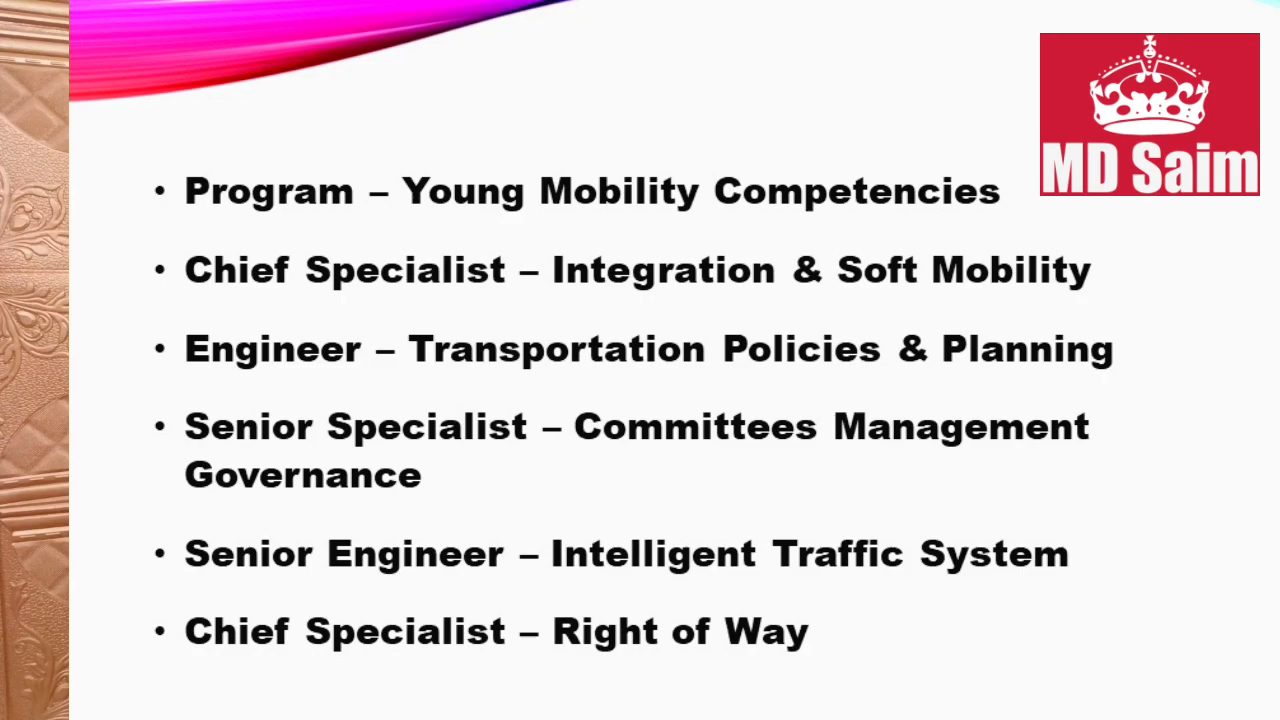 MD Saim
• Program – Young Mobility Competencies
• Chief Specialist – Integration & Soft Mobility
• Engineer – Transportation Policies & Planning
• Senior Specialist – Committees Management
Governance
• Senior Engineer – Intelligent Traffic System
• Chief Specialist – Right of Way